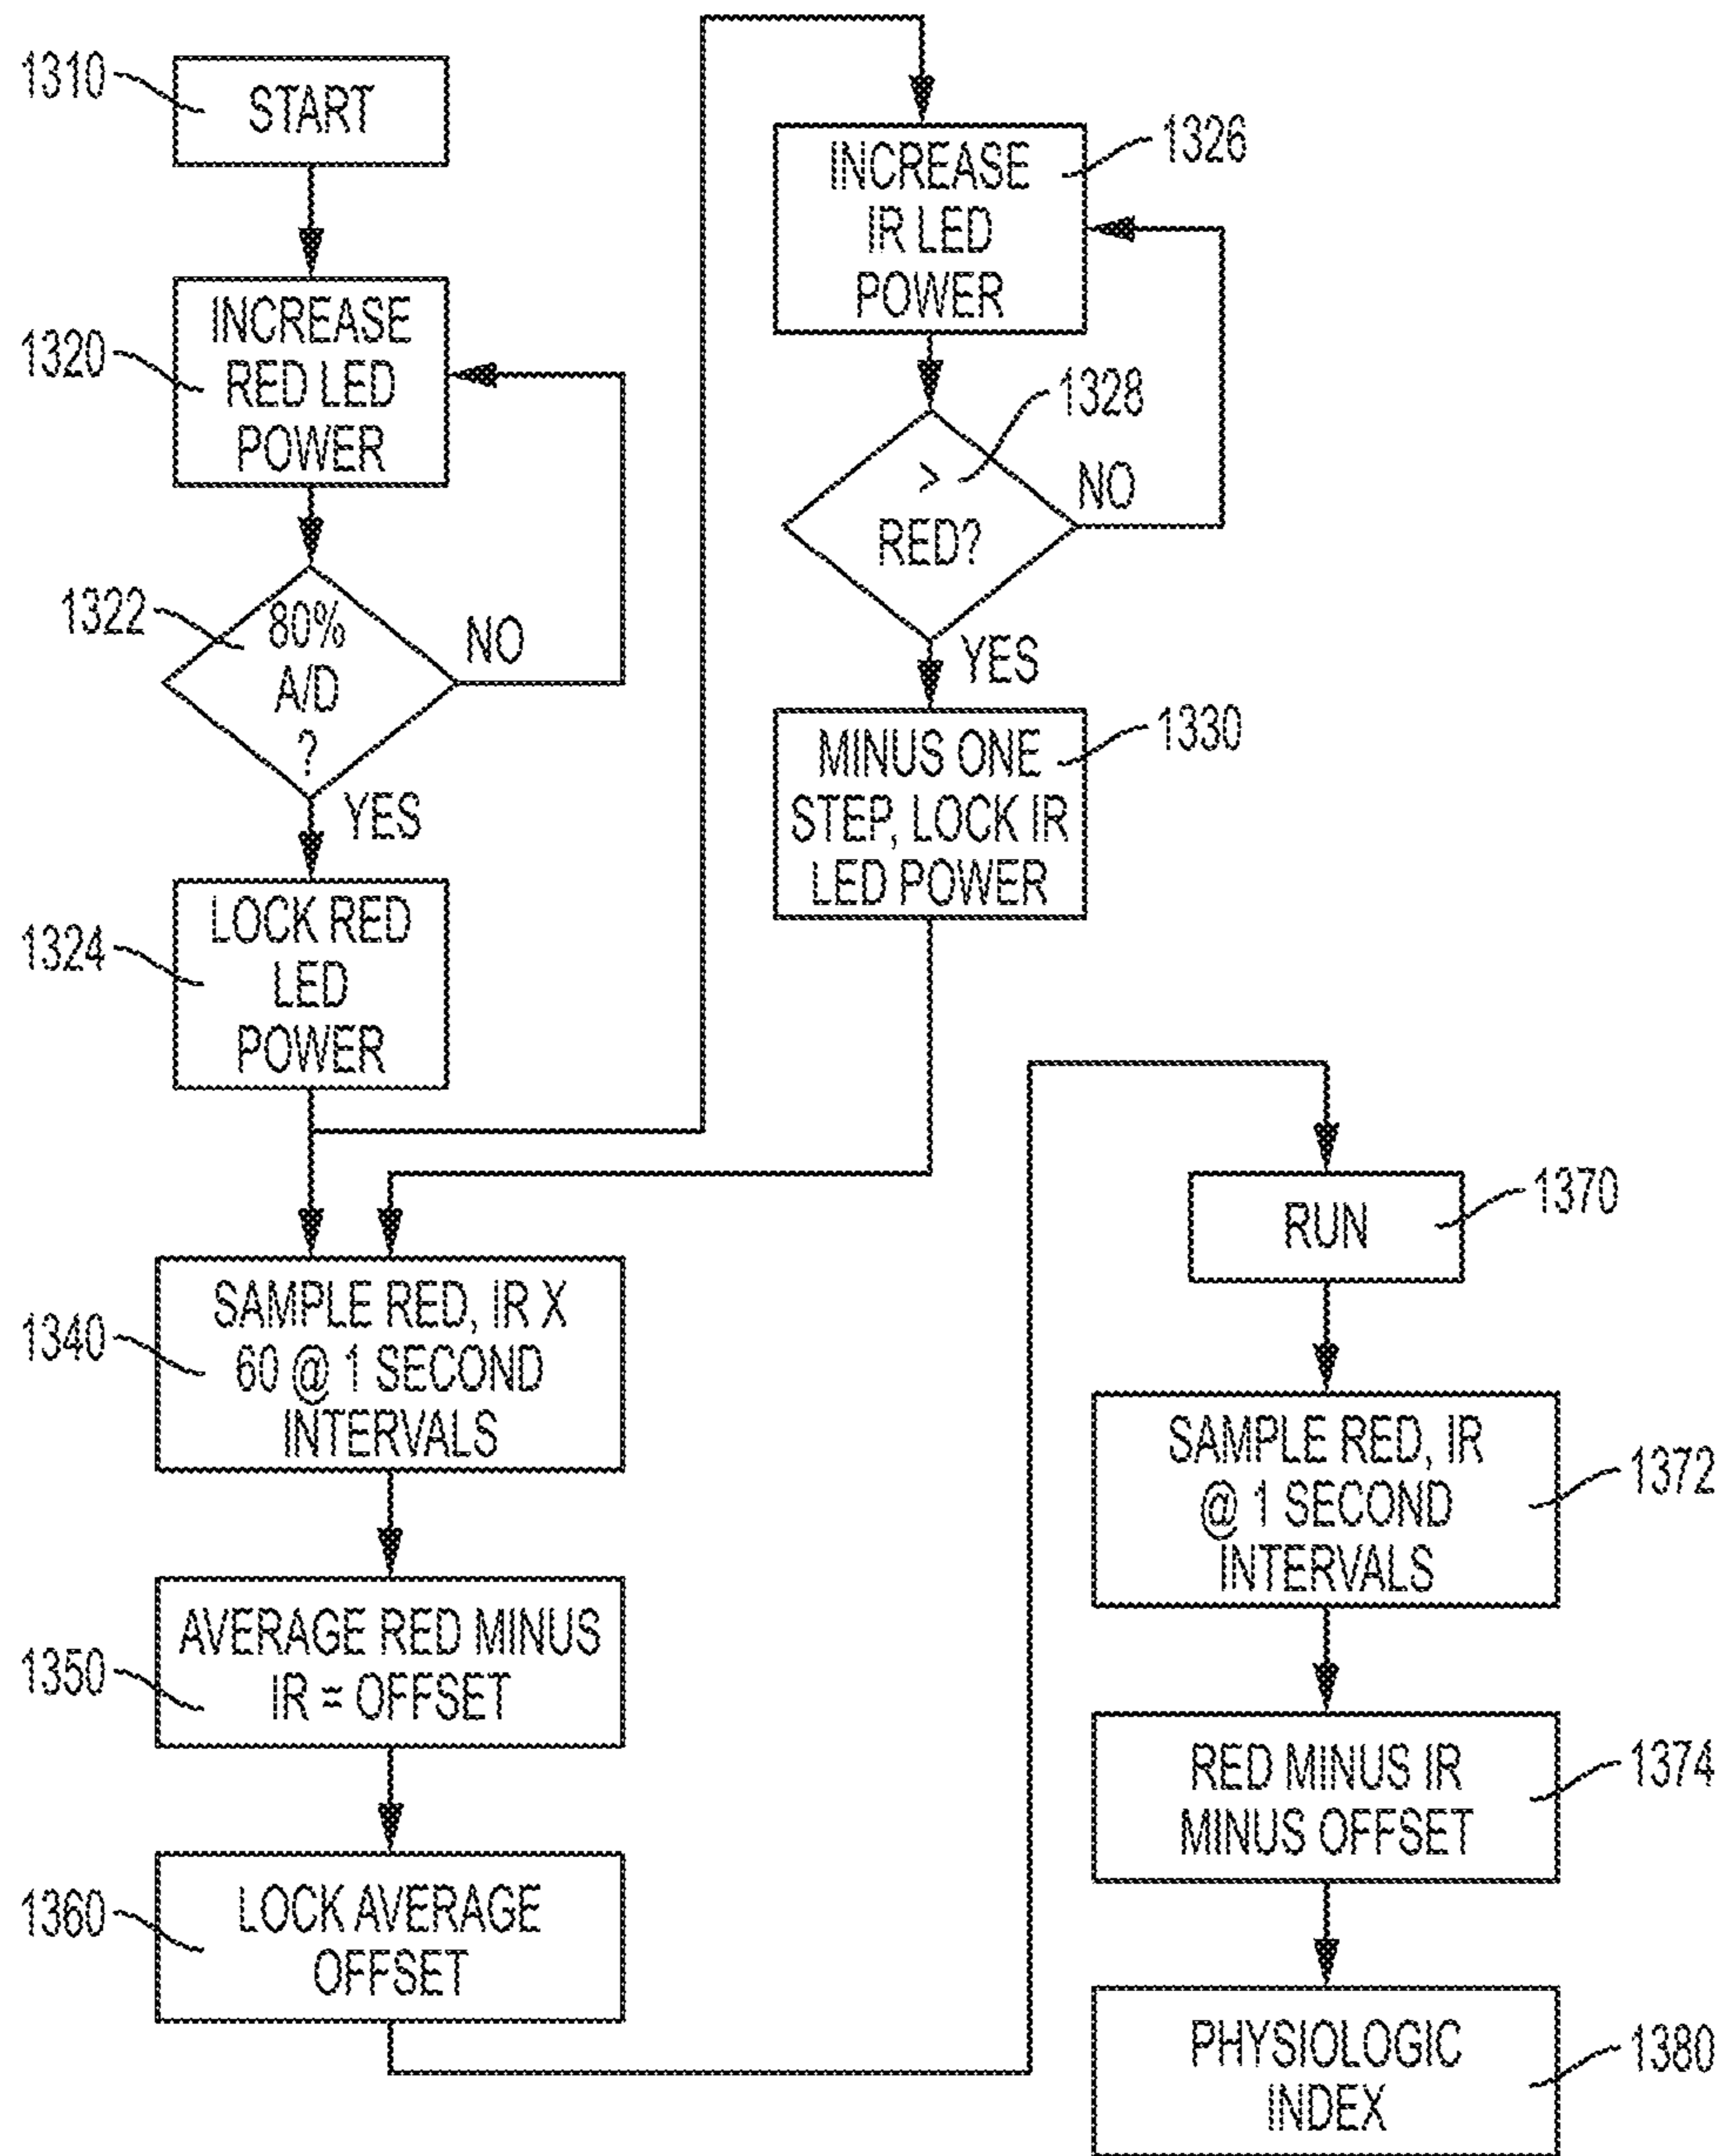 1310
START
1320
INCREASE
RED LED
POWER
1322
80%
A/D
?
NO
YES
1324
LOCK RED
LED
POWER
1326
INCREASE
IR LED
POWER
1328
>
RED?
NO
YES
1330
MINUS ONE
STEP, LOCK IR
LED POWER
1340
SAMPLE RED, IR X
60 @ 1 SECOND
INTERVALS
1350
AVERAGE RED MINUS
IR = OFFSET
1360
LOCK AVERAGE
OFFSET
1370
RUN
1372
SAMPLE RED, IR
@ 1 SECOND
INTERVALS
1374
RED MINUS IR
MINUS OFFSET
1380
PHYSIOLOGIC
INDEX